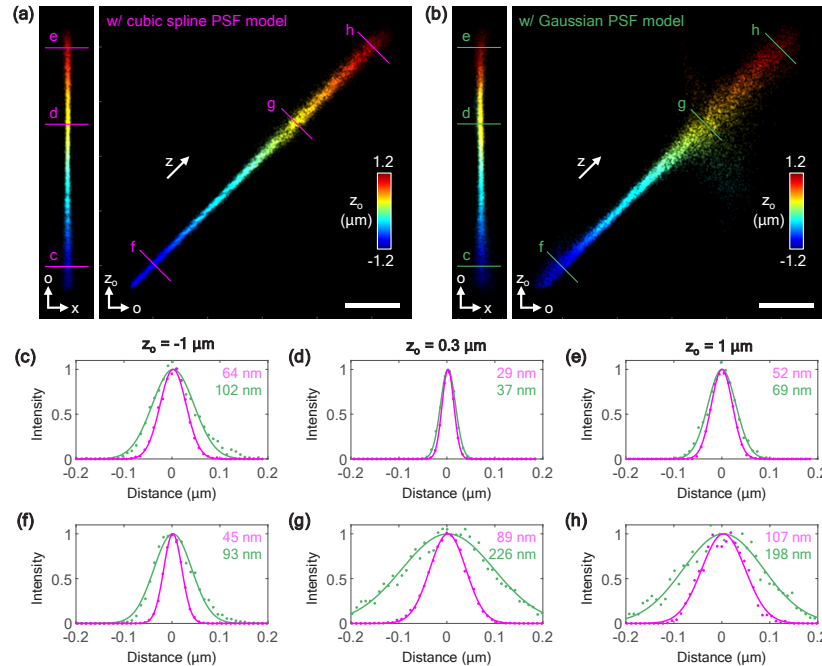 (a)
w/ cubic spline PSF model
e
d
c
o
x
h
g
f
z
1.2
z₀
(μm)
-1.2
z₀
o
(b)
w/ Gaussian PSF model
e
d
c
o
x
h
g
f
z
1.2
z₀
(μm)
-1.2
z₀
o
(c)
z₀ = -1 μm
64 nm
102 nm
Intensity
1
0.5
0
-0.2 -0.1 0 0.1 0.2
Distance (μm)
(d)
z₀ = 0.3 μm
29 nm
37 nm
Intensity
1
0.5
0
-0.2 -0.1 0 0.1 0.2
Distance (μm)
(e)
z₀ = 1 μm
52 nm
69 nm
Intensity
1
0.5
0
-0.2 -0.1 0 0.1 0.2
Distance (μm)
(f)
45 nm
93 nm
Intensity
1
0.5
0
-0.2 -0.1 0 0.1 0.2
Distance (μm)
(g)
89 nm
226 nm
Intensity
1
0.5
0
-0.2 -0.1 0 0.1 0.2
Distance (μm)
(h)
107 nm
198 nm
Intensity
1
0.5
0
-0.2 -0.1 0 0.1 0.2
Distance (μm)